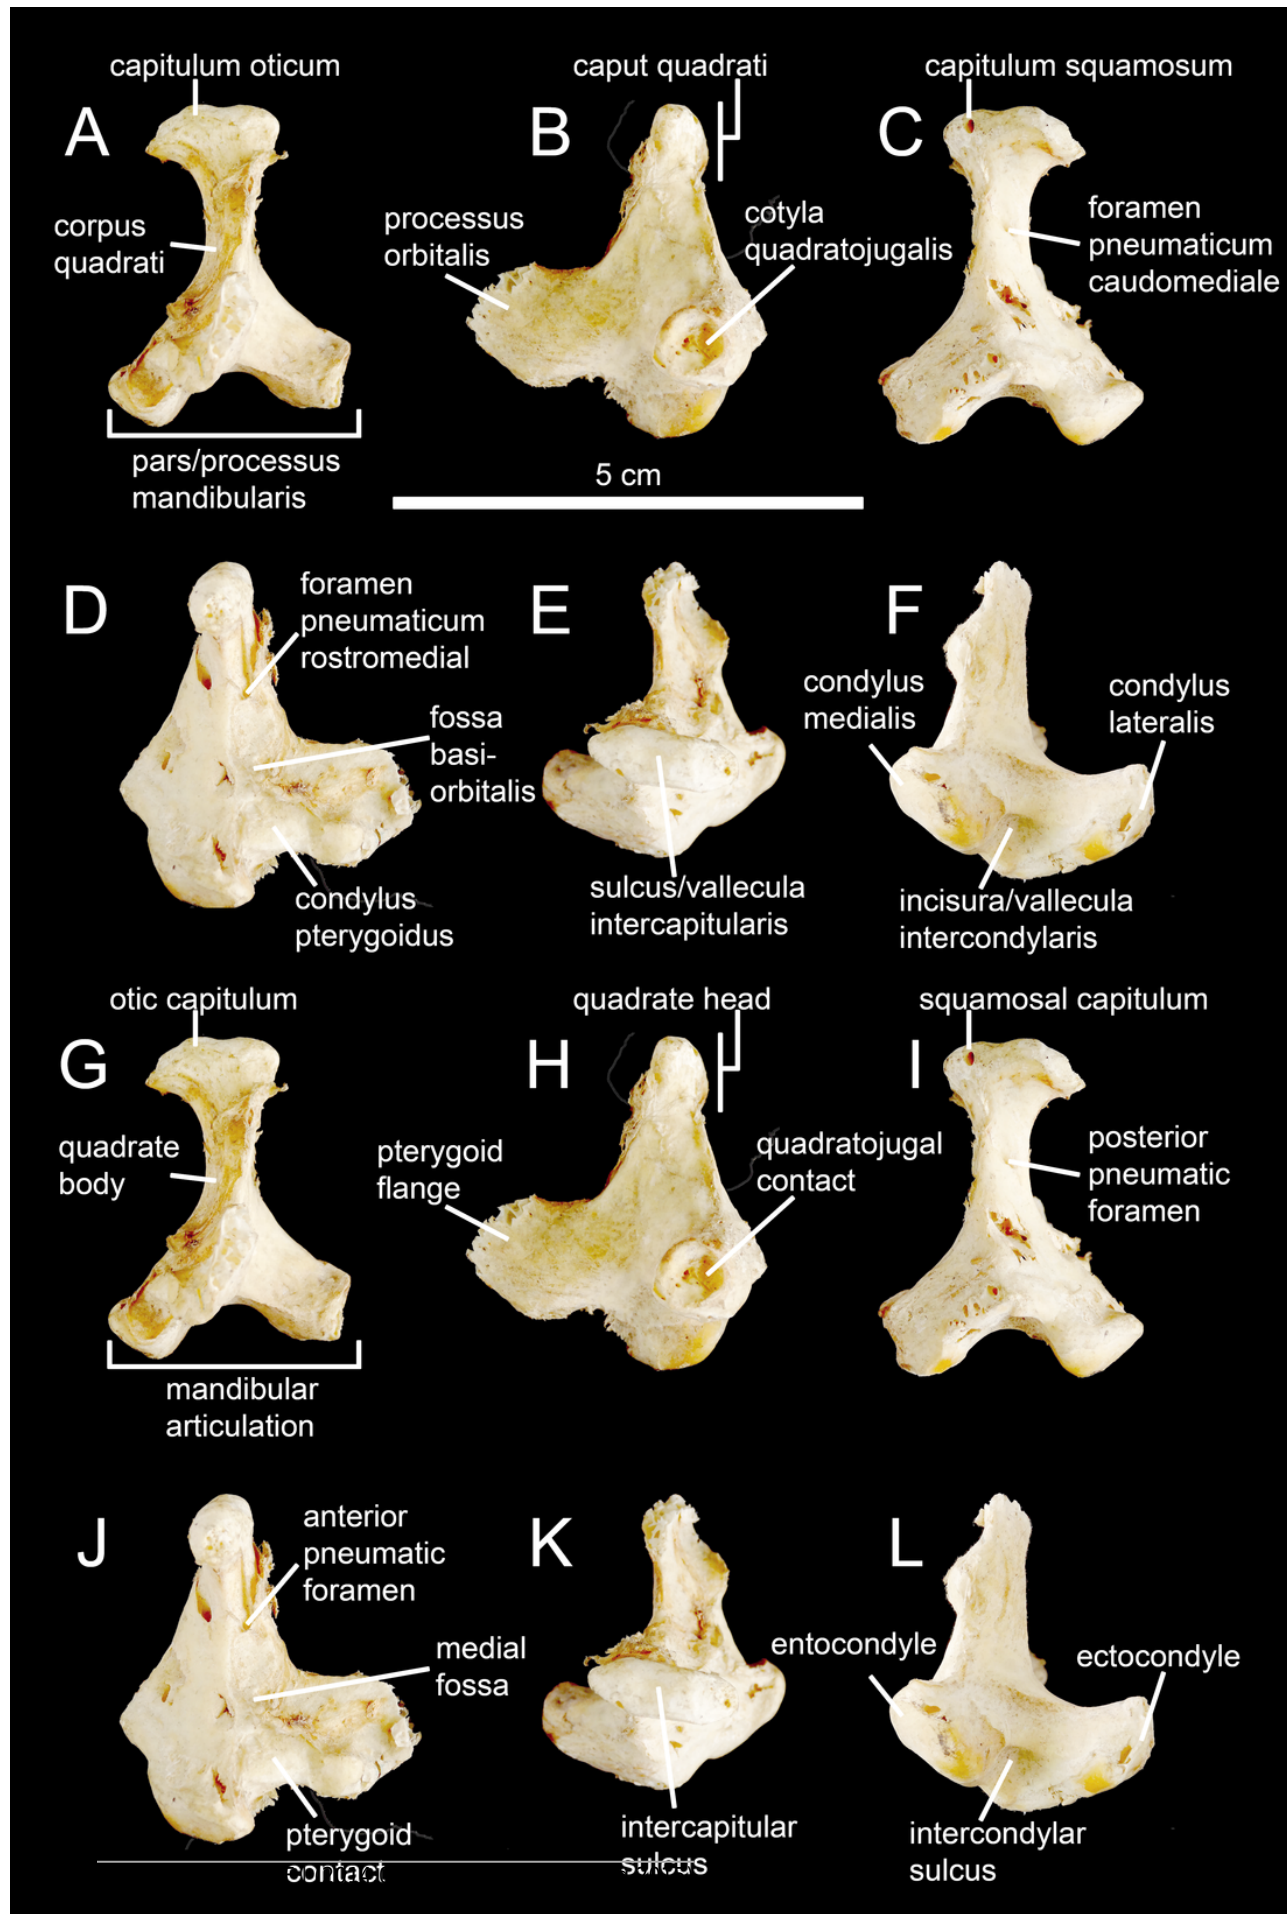 capitulum oticum
caput quadrati
capitulum squamosum
A
B
C
corpus
quadrati
processus
orbitalis
cotyla
quadratojugalis
foramen
pneumaticum
caudomediale
pars/processus
mandibularis
5 cm
D
E
F
foramen
pneumaticum
rostromedial
fossa
basi-
orbitalis
condylus
pterygoidus
sulcus/vallecula
intercapitularis
condylus
medialis
condylus
lateralis
incisura/vallecula
intercondylaris
otic capitulum
quadrate head
squamosal capitulum
G
H
I
quadrate
body
pterygoid
flange
quadratojugal
contact
posterior
pneumatic
foramen
mandibular
articulation
J
K
L
anterior
pneumatic
foramen
medial
fossa
pterygoid
contact
intercapitular
sulcus
entocondyle
ectocondyle
intercondylar
sulcus